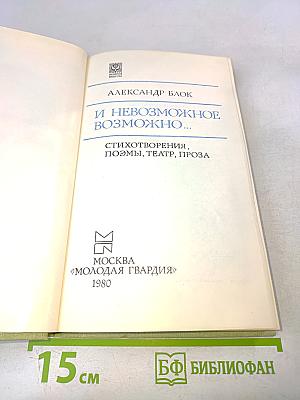 АЛЕКСАНДР БЛОК
И НЕВОЗМОЖНОЕ
ВОЗМОЖНО...
СТИХОТВОРЕНИЯ,
ПОЭМЫ, ТЕАТР, ПРОЗА
МОСКВА
«МОЛОДАЯ ГВАРДИЯ»
1980
15 см
БФ БИБЛИОФАН